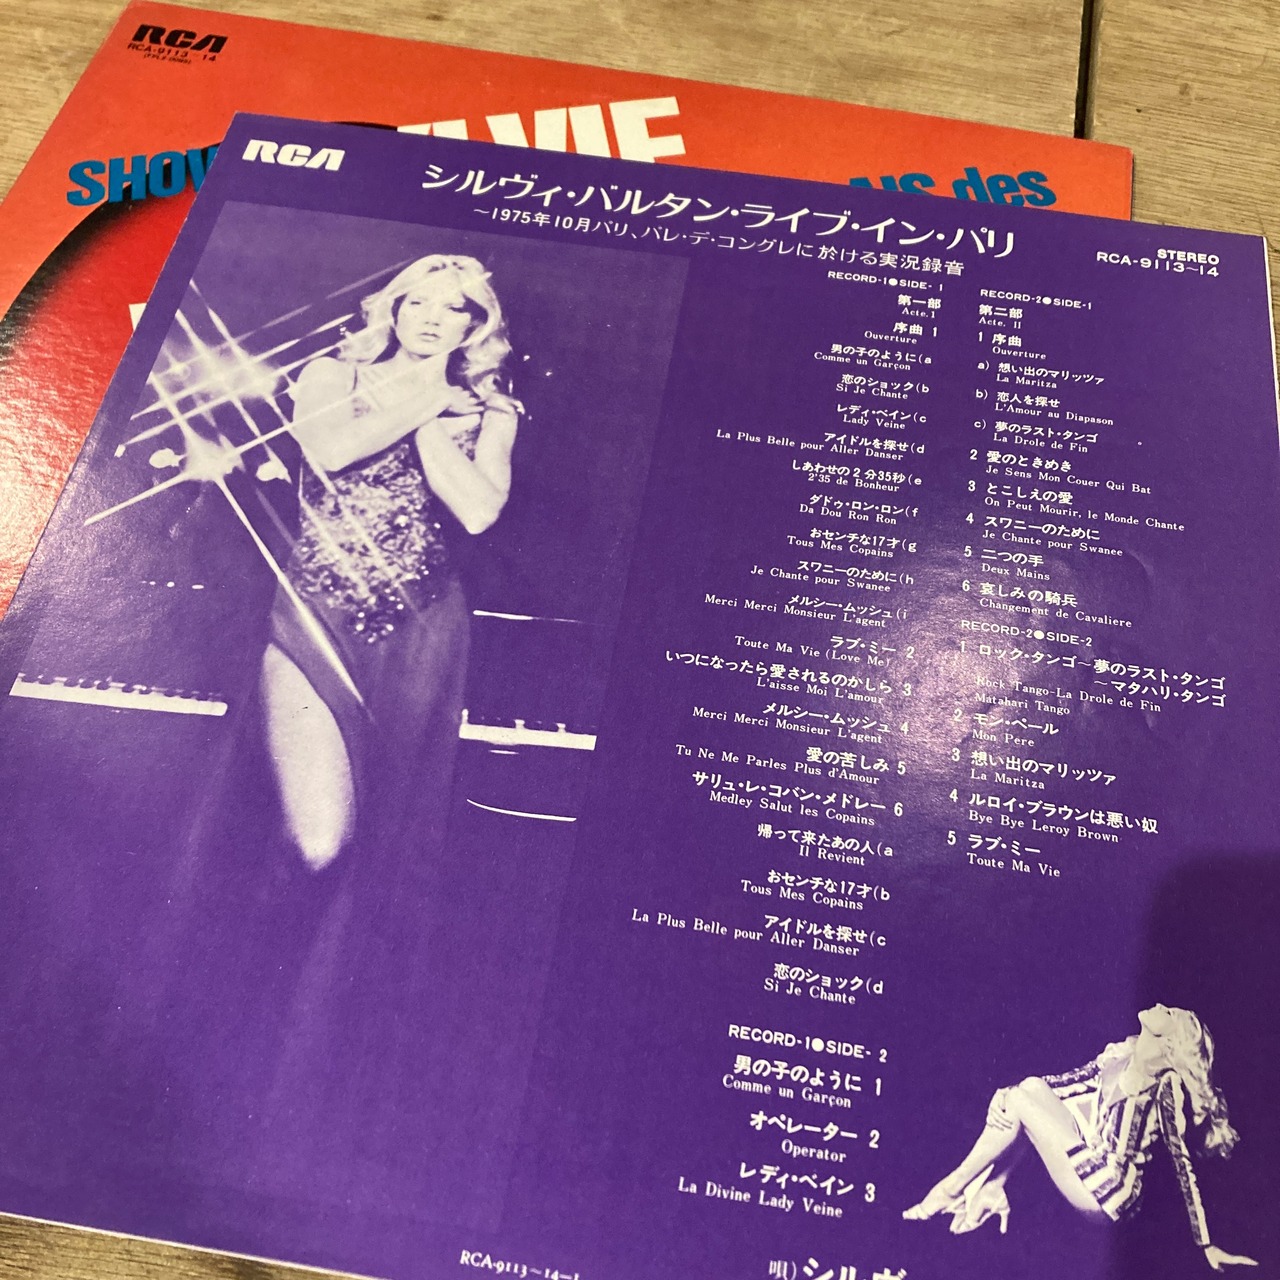 RCA
RCA-9113~14
SHOW
VIE
des
RCA
シルヴィ・バルタン・ライブ・イン・パリ
~1975年10月パリ、パレ・デ・コングレに於ける実況録音
STEREO
RCA-9113~14
RECORD-1●SIDE-1
第一部
Acte.1
序曲 1
Ouverture
男の子のように(a
Comme un Garçon
恋のショック(b
Si Je Chante
レディ・ベイン(c
Lady Veine
アイドルを探せ(d
La Plus Belle pour Aller Danser
しあわせの2分35秒(e
2'35 de Bonheur
ダドゥ・ロン・ロン(f
Da Dou Ron Ron
おセンチな17才(g
Tous Mes Copains
スワニーのために(h
Je Chante pour Swanee
メルシー・ムッシュ(i
Merci Merci Monsieur L'agent
ラブ・ミー 2
Toute Ma Vie (Love Me)
いつになったら愛されるのかしら 3
L'aisse Moi L'amour
メルシー・ムッシュ 4
Merci Merci Monsieur L'agent
愛の苦しみ 5
Tu Ne Me Parles Plus d'Amour
サリュ・レ・コパン・メドレー 6
Medley Salut les Copains
帰って来たあの人(a
Il Revient
おセンチな17才(b
Tous Mes Copains
アイドルを探せ(c
La Plus Belle pour Aller Danser
恋のショック(d
Si Je Chante
RECORD-1●SIDE-2
男の子のように 1
Comme un Garçon
オペレーター 2
Operator
レディ・ベイン 3
La Divine Lady Veine
RECORD-2●SIDE-1
第二部
Acte. II
1 序曲
Ouverture
a) 想い出のマリッツァ
La Maritza
b) 恋人を探せ
L'Amour au Diapason
c) 夢のラスト・タンゴ
La Drole de Fin
2 愛のときめき
Je Sens Mon Couer Qui Bat
3 とこしえの愛
On Peut Mourir, le Monde Chante
4 スワニーのために
Je Chante pour Swanee
5 二つの手
Deux Mains
6 哀しみの騎兵
Changement de Cavaliere
RECORD-2●SIDE-2
1 ロック・タンゴ~夢のラスト・タンゴ
~マタハリ・タンゴ
Rock Tango-La Drole de Fin
Matahari Tango
2 モン・ペール
Mon Pere
3 想い出のマリッツァ
La Maritza
4 ルロイ・ブラウンは悪い奴
Bye Bye Leroy Brown
5 ラブ・ミー
Toute Ma Vie
唄)シルヴ
RCA-9113~14-1